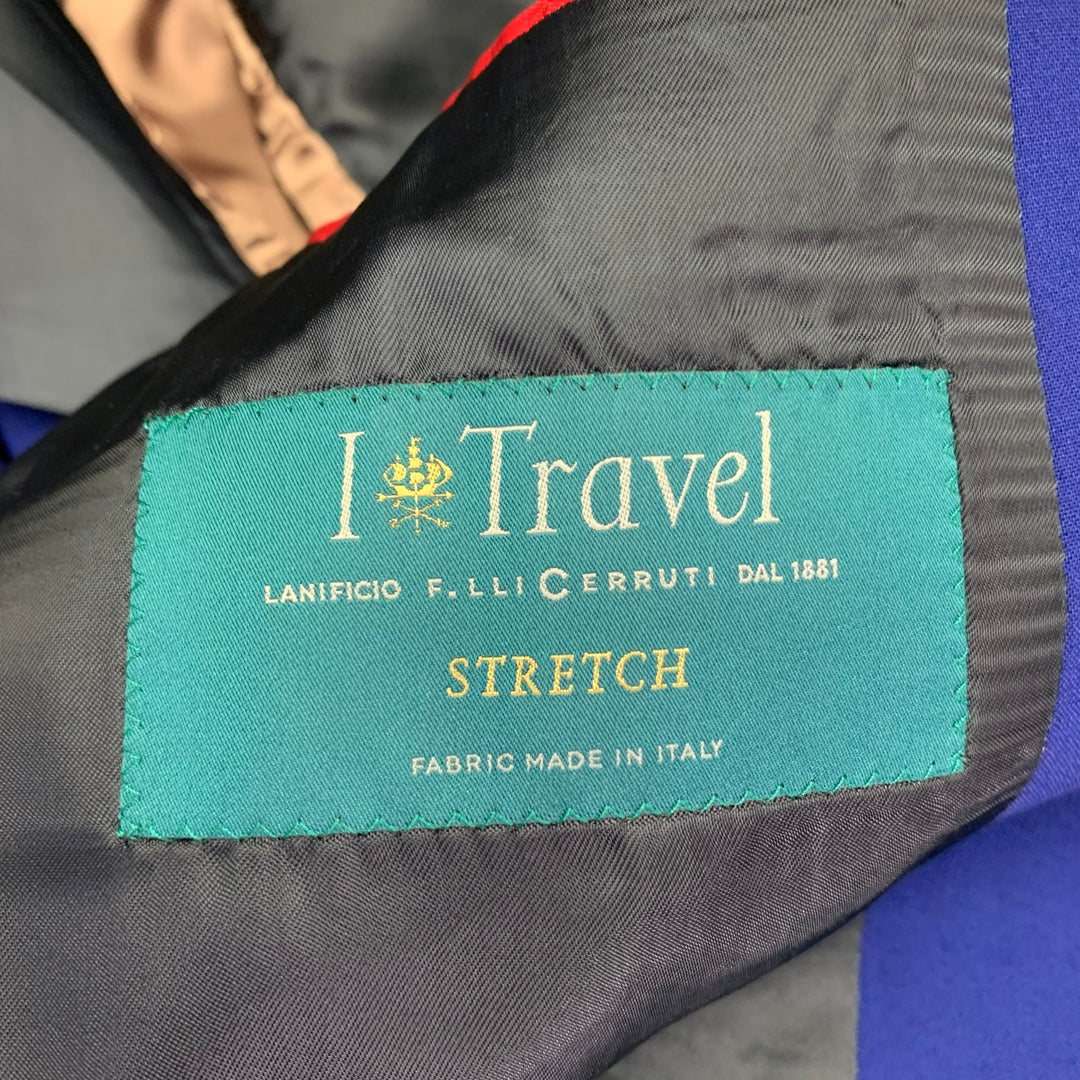 I Travel
LANIFICIO F.LLI CERRUTI DAL 1881
STRETCH
FABRIC MADE IN ITALY